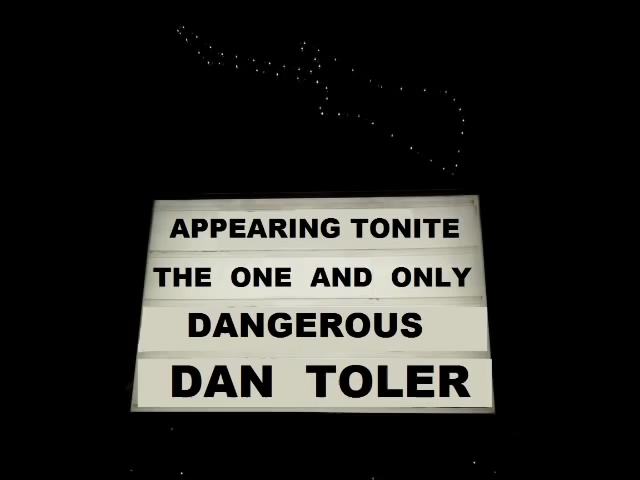 APPEARING TONITE
THE ONE AND ONLY
DANGEROUS
DAN TOLER